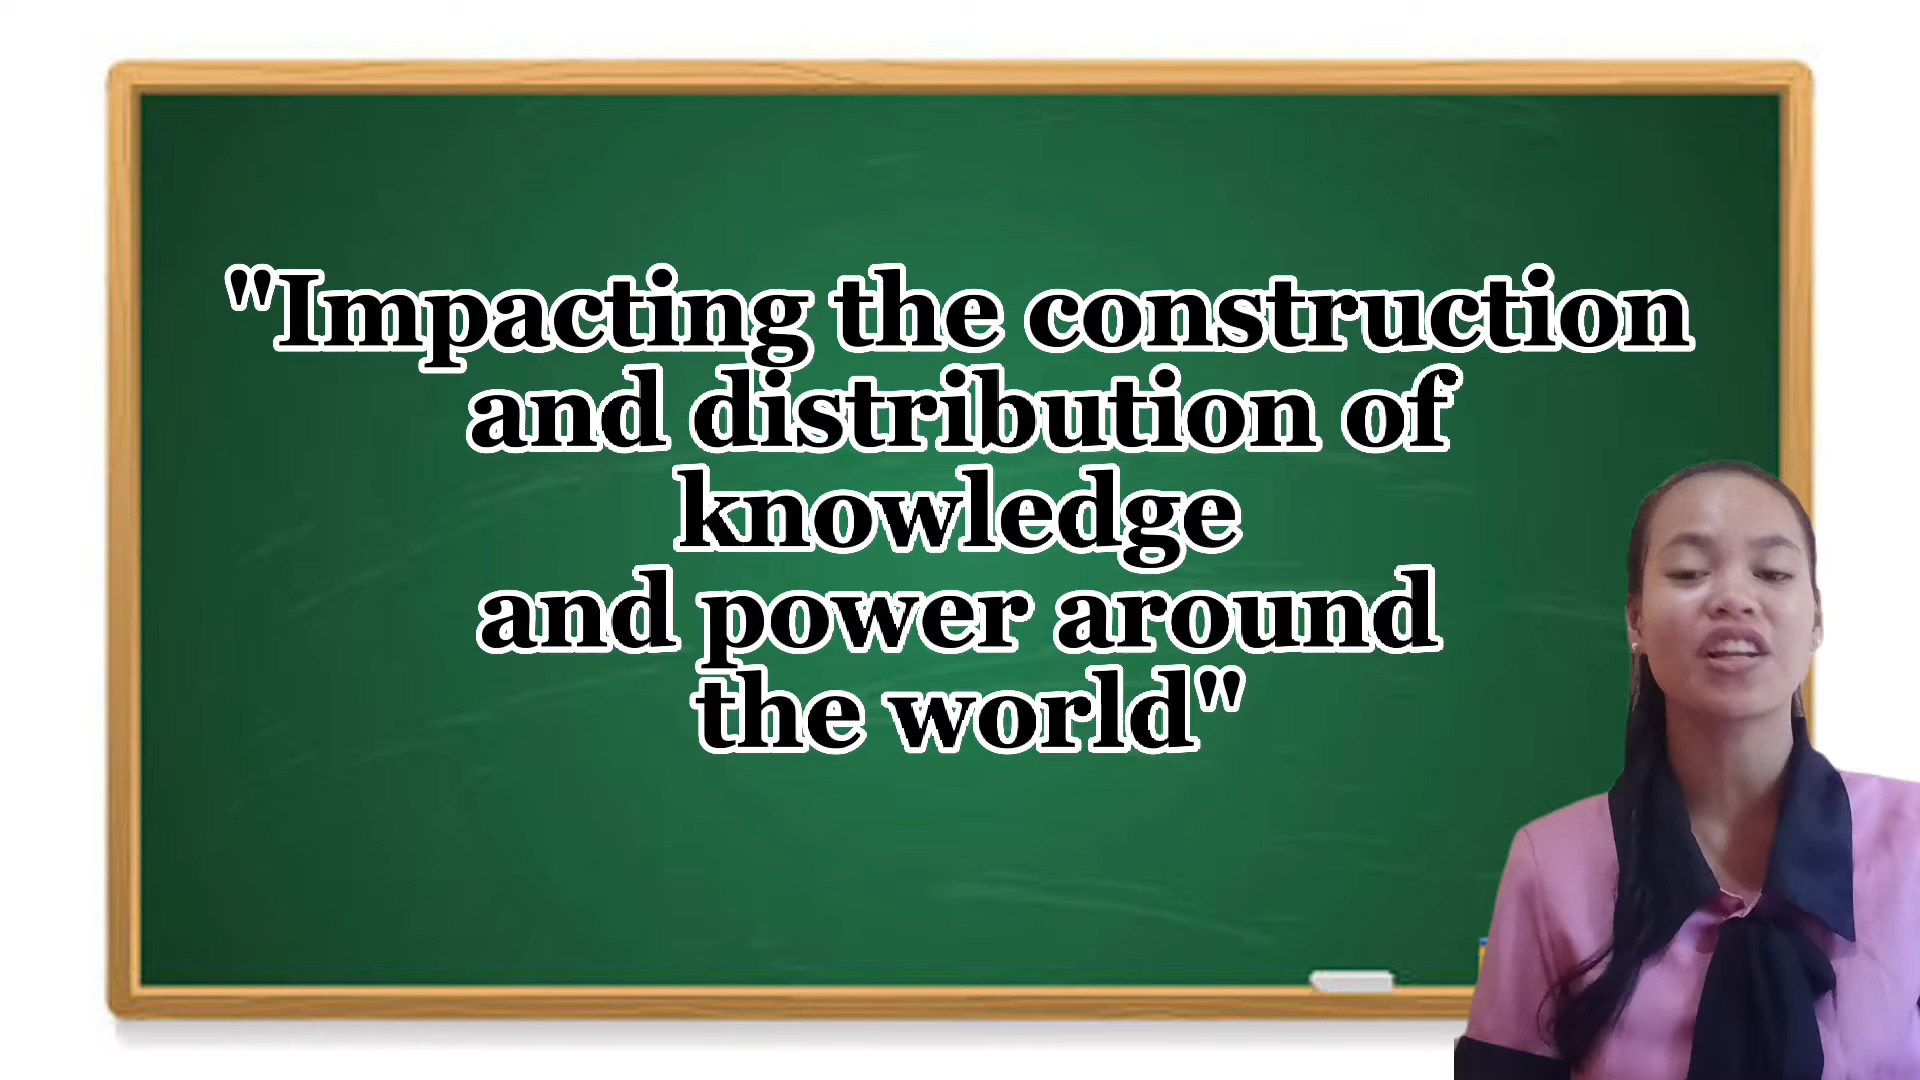 "Impacting the construction
and distribution of
knowledge
and power around
the world"